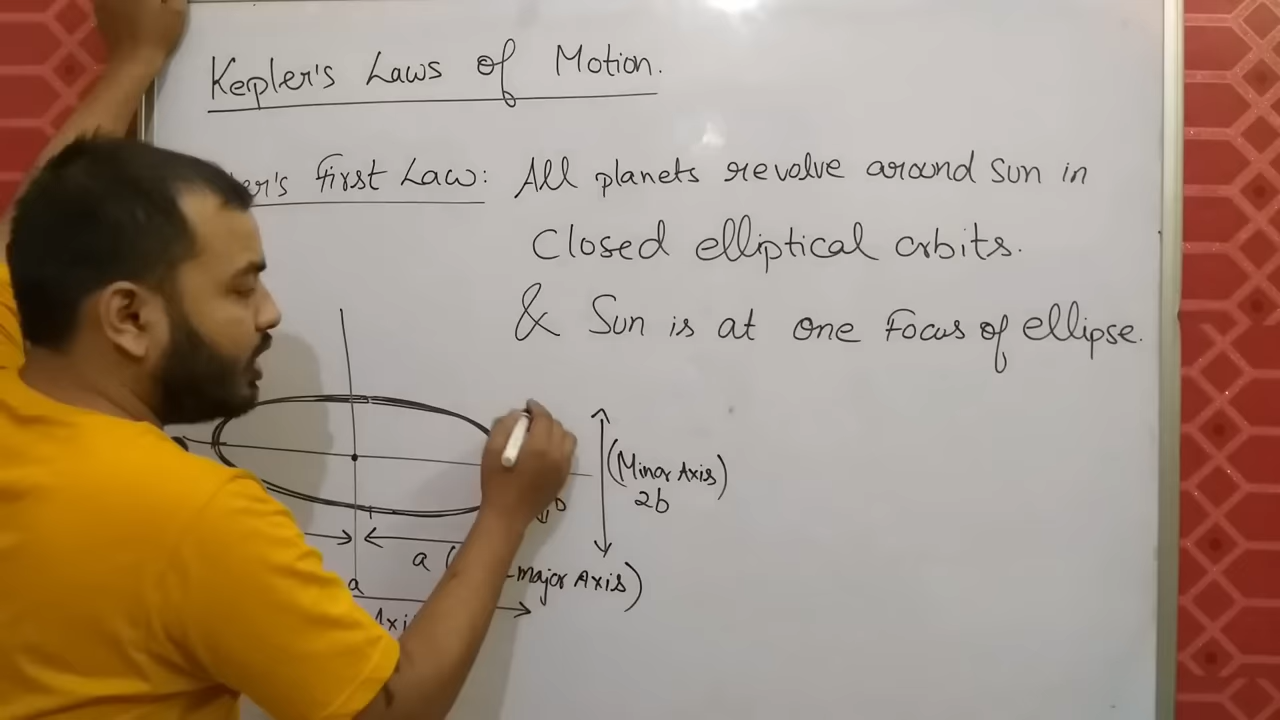 Kepler's Laws of Motion.
er's First Law: All planets revolve around Sun in
Closed elliptical orbits.
& Sun is at one Focus of ellipse.
(Minor Axis)
2b
b
a (
-major Axis)
a
Axi